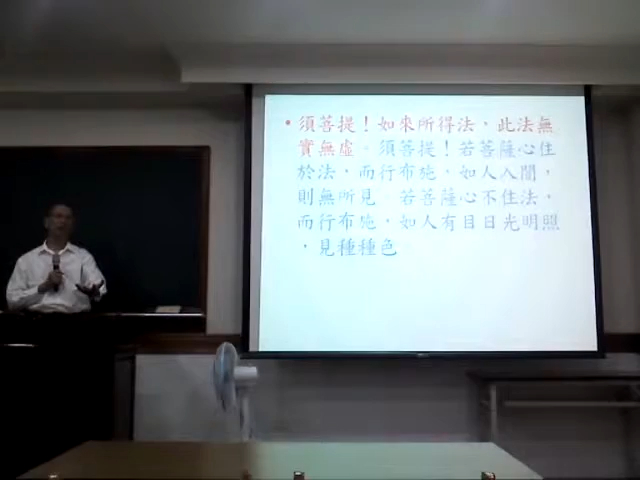 • 須菩提！如來所得法，此法無
實無虛。須菩提！若菩薩心住
於法，而行布施，如人入闇，
則無所見。若菩薩心不住法，
而行布施，如人有目日光明照
，見種種色。